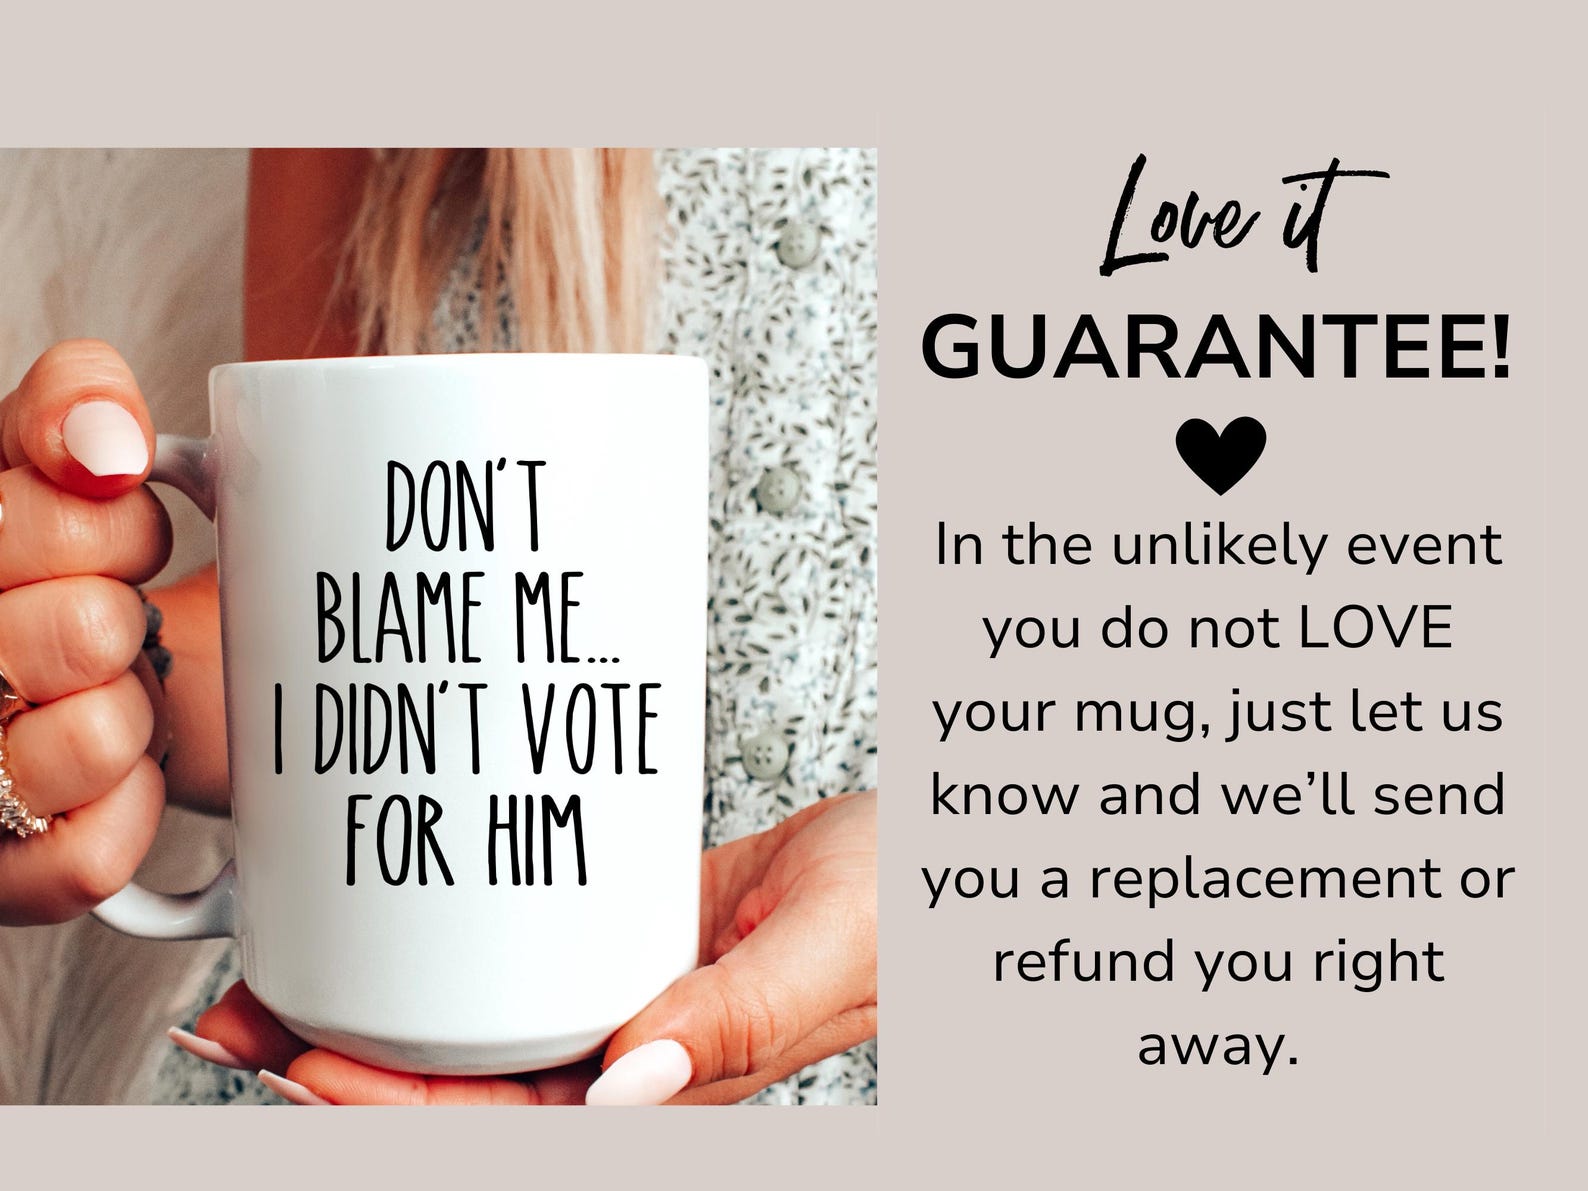 DON'T
BLAME ME...
I DIDN'T VOTE
FOR HIM
Love it
GUARANTEE!
In the unlikely event
you do not LOVE
your mug, just let us
know and we’ll send
you a replacement or
refund you right
away.